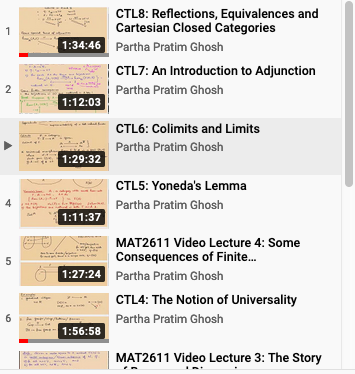 1
1:34:46
CTL8: Reflections, Equivalences and
Cartesian Closed Categories
Partha Pratim Ghosh
2
1:12:03
CTL7: An Introduction to Adjunction
Partha Pratim Ghosh
1:29:32
CTL6: Colimits and Limits
Partha Pratim Ghosh
4
1:11:37
CTL5: Yoneda's Lemma
Partha Pratim Ghosh
5
1:27:24
MAT2611 Video Lecture 4: Some
Consequences of Finite...
Partha Pratim Ghosh
6
1:56:58
CTL4: The Notion of Universality
Partha Pratim Ghosh
MAT2611 Video Lecture 3: The Story